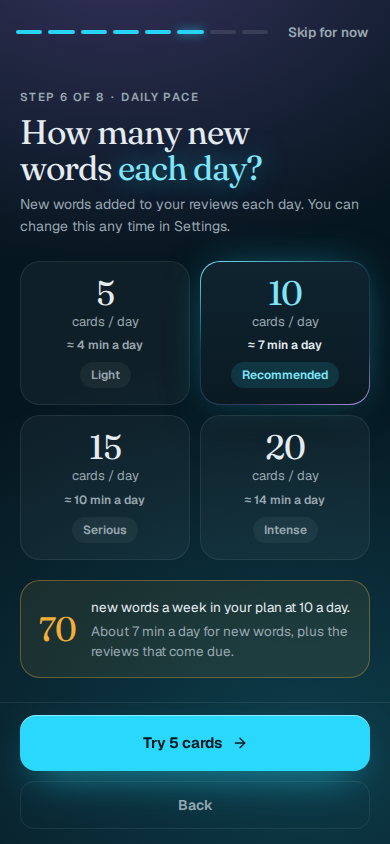 Skip for now
STEP 6 OF 8 · DAILY PACE
How many new
words each day?
New words added to your reviews each day. You can
change this any time in Settings.
5
cards / day
≈ 4 min a day
Light
10
cards / day
≈ 7 min a day
Recommended
15
cards / day
≈ 10 min a day
Serious
20
cards / day
≈ 14 min a day
Intense
70
new words a week in your plan at 10 a day.
About 7 min a day for new words, plus the
reviews that come due.
Try 5 cards →
Back